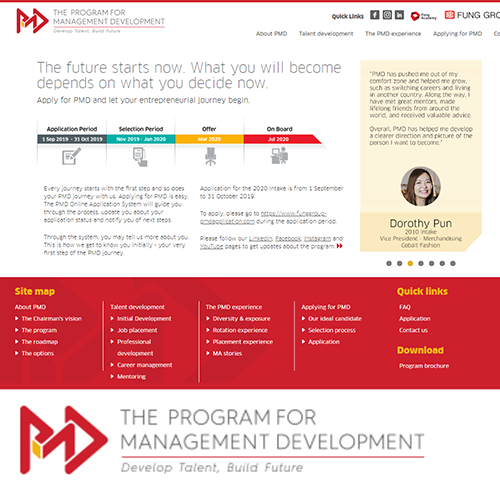 THE PROGRAM FOR
MANAGEMENT DEVELOPMENT
Develop Talent, Build Future
Quick Links
Fung
Academy
FUNG GRO
About PMD
Talent development
The PMD experience
Applying for PMD
Co
The future starts now. What you will become
depends on what you decide now.
Apply for PMD and let your entrepreneurial journey begin.
Application Period
Selection Period
Offer
On Board
1 Sep 2019 - 31 Oct 2019
Nov 2019 - Jan 2020
Mar 2020
Jul 2020
Every journey starts with the first step and so does
your PMD journey with us. Applying for PMD is easy.
The PMD Online Application System will guide you
through the process, update you about your
application status and notify you of next steps.
Through the system, you may tell us more about you.
This is how we get to know you initially - your very
first step of the PMD journey.
Application for the 2020 intake is from 1 September
to 31 October 2019.
To apply, please go to https://www.funggroup-
pmdapplication.com during the application period.
Please follow our LinkedIn, Facebook, Instagram and
YouTube pages to get updates about the program.
"PMD has pushed me out of my
comfort zone and helped me grow,
such as switching careers and living
in another country. Along the way, I
have met great mentors, made
lifelong friends from around the
world, and received valuable advice.
Overall, PMD has helped me develop
a clearer direction and picture of the
person I want to become."
Dorothy Pun
2010 Intake
Vice President - Merchandising
Cobalt Fashion
Site map
About PMD
The Chairman's vision
The program
The roadmap
The options
Talent development
Initial Development
Job placement
Professional
development
Career management
Mentoring
The PMD experience
Diversity & exposure
Rotation experience
Placement experience
MA stories
Applying for PMD
Our ideal candidate
Selection process
Application
Quick links
FAQ
Application
Contact us
Download
Program brochure
PMD
THE PROGRAM FOR
MANAGEMENT DEVELOPMENT
Develop Talent, Build Future